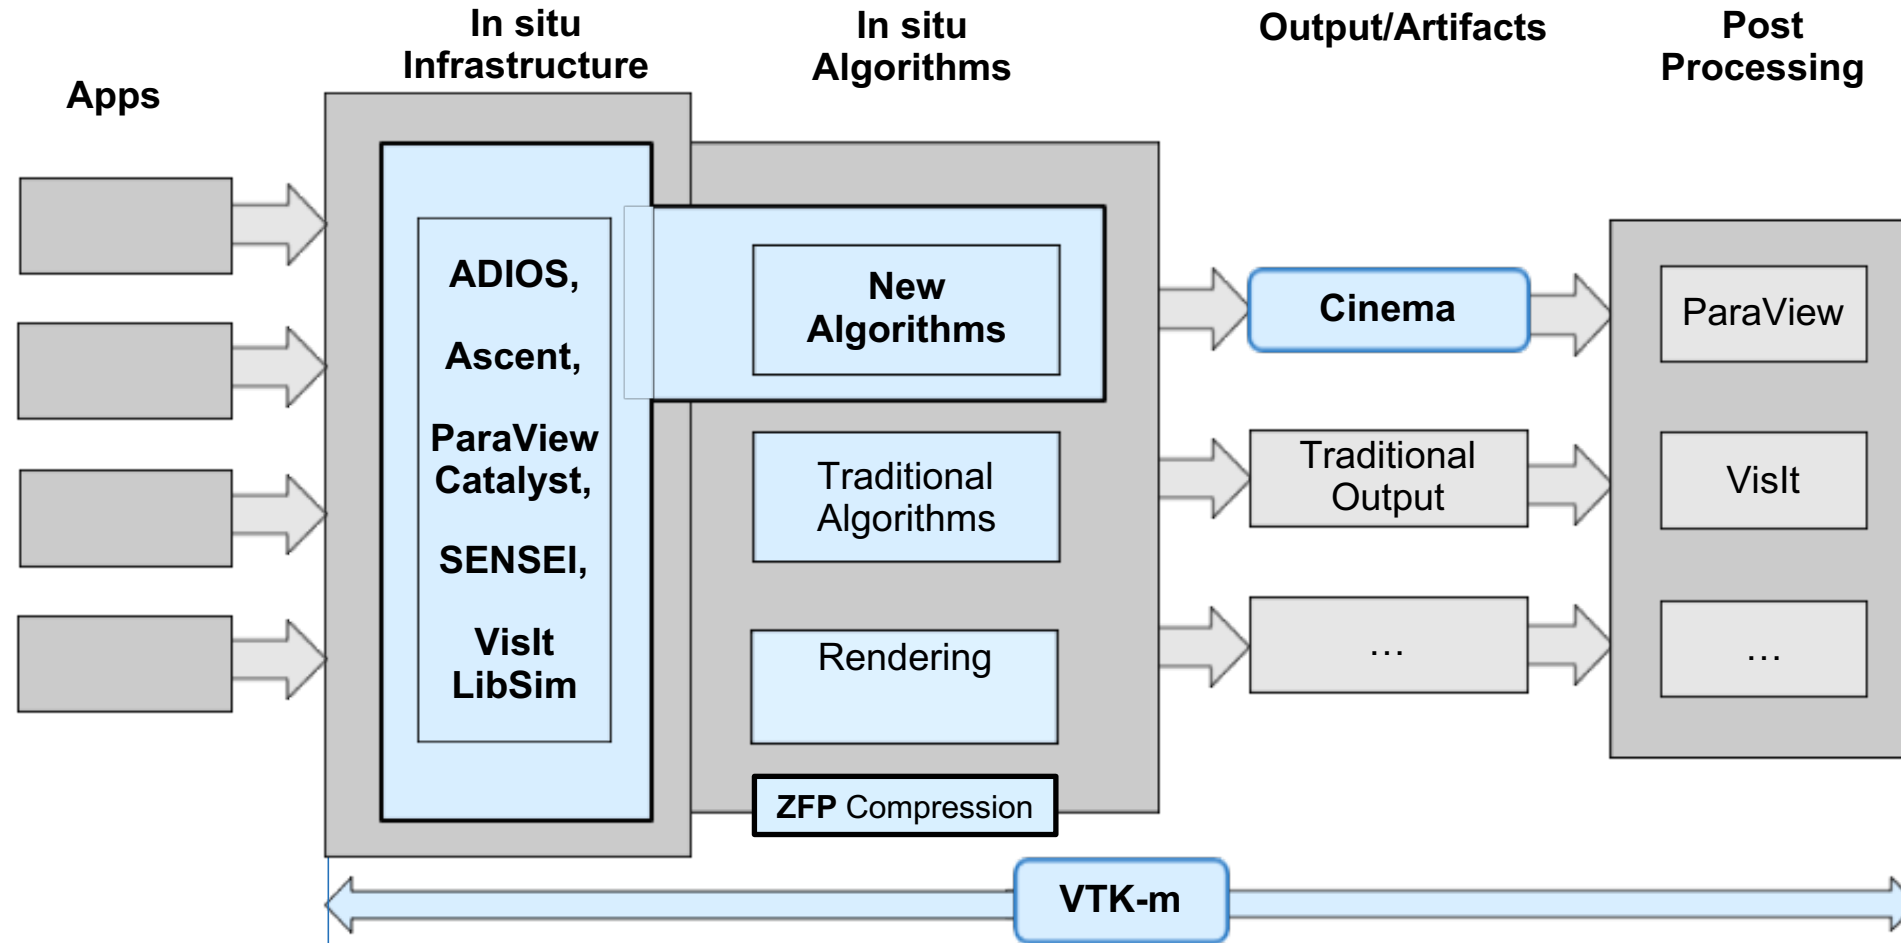 Apps
In situ
Infrastructure
In situ
Algorithms
Output/Artifacts
Post
Processing
ADIOS,
Ascent,
ParaView
Catalyst,
SENSEI,
VisIt
LibSim
New
Algorithms
Traditional
Algorithms
Rendering
ZFP Compression
Cinema
Traditional
Output
...
ParaView
VisIt
...
VTK-m